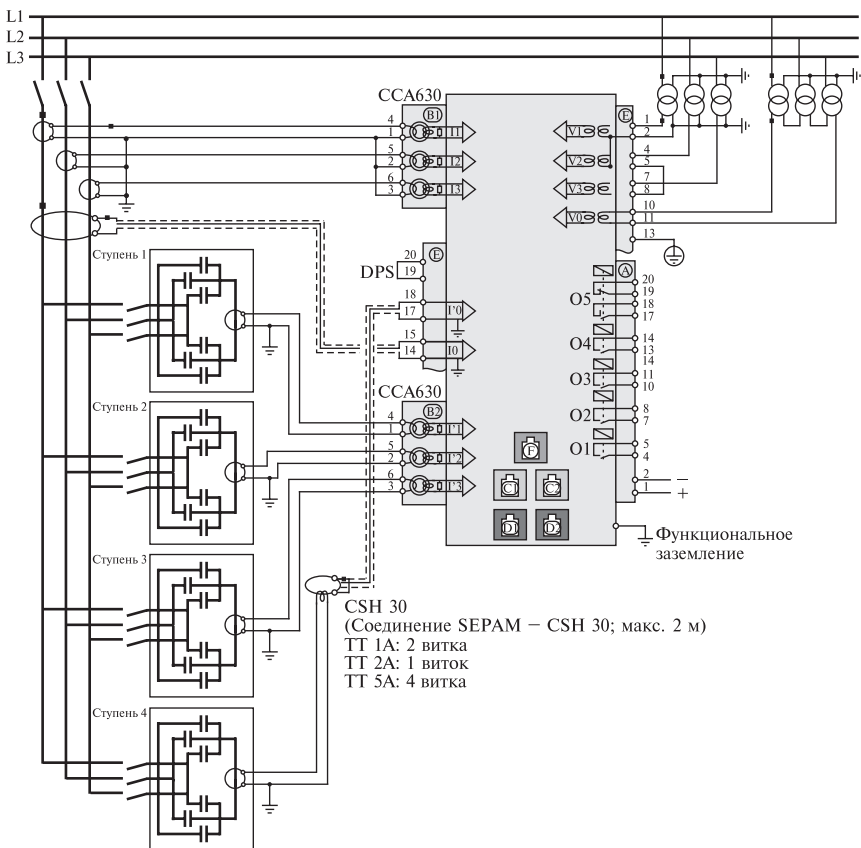 L1
L2
L3
CCA630
B1
4
1
I1
5
2
I2
6
3
I3
E
V1
1
2
V2
4
5
V3
7
8
V0
10
11
13
Ступень 1
DPS
20
19
E
18
17
I'0
15
14
I0
A
O5
20
19
18
17
O4
14
13
14
O3
11
10
O2
8
7
O1
5
4
2 −
1 +
CCA630
B2
4
1
I'1
5
2
I'2
6
3
I'3
F
C1
C2
D1
D2
Функциональное
заземление
Ступень 2
Ступень 3
CSH 30
(Соединение SEPAM − CSH 30; макс. 2 м)
ТТ 1А: 2 витка
ТТ 2А: 1 виток
ТТ 5А: 4 витка
Ступень 4